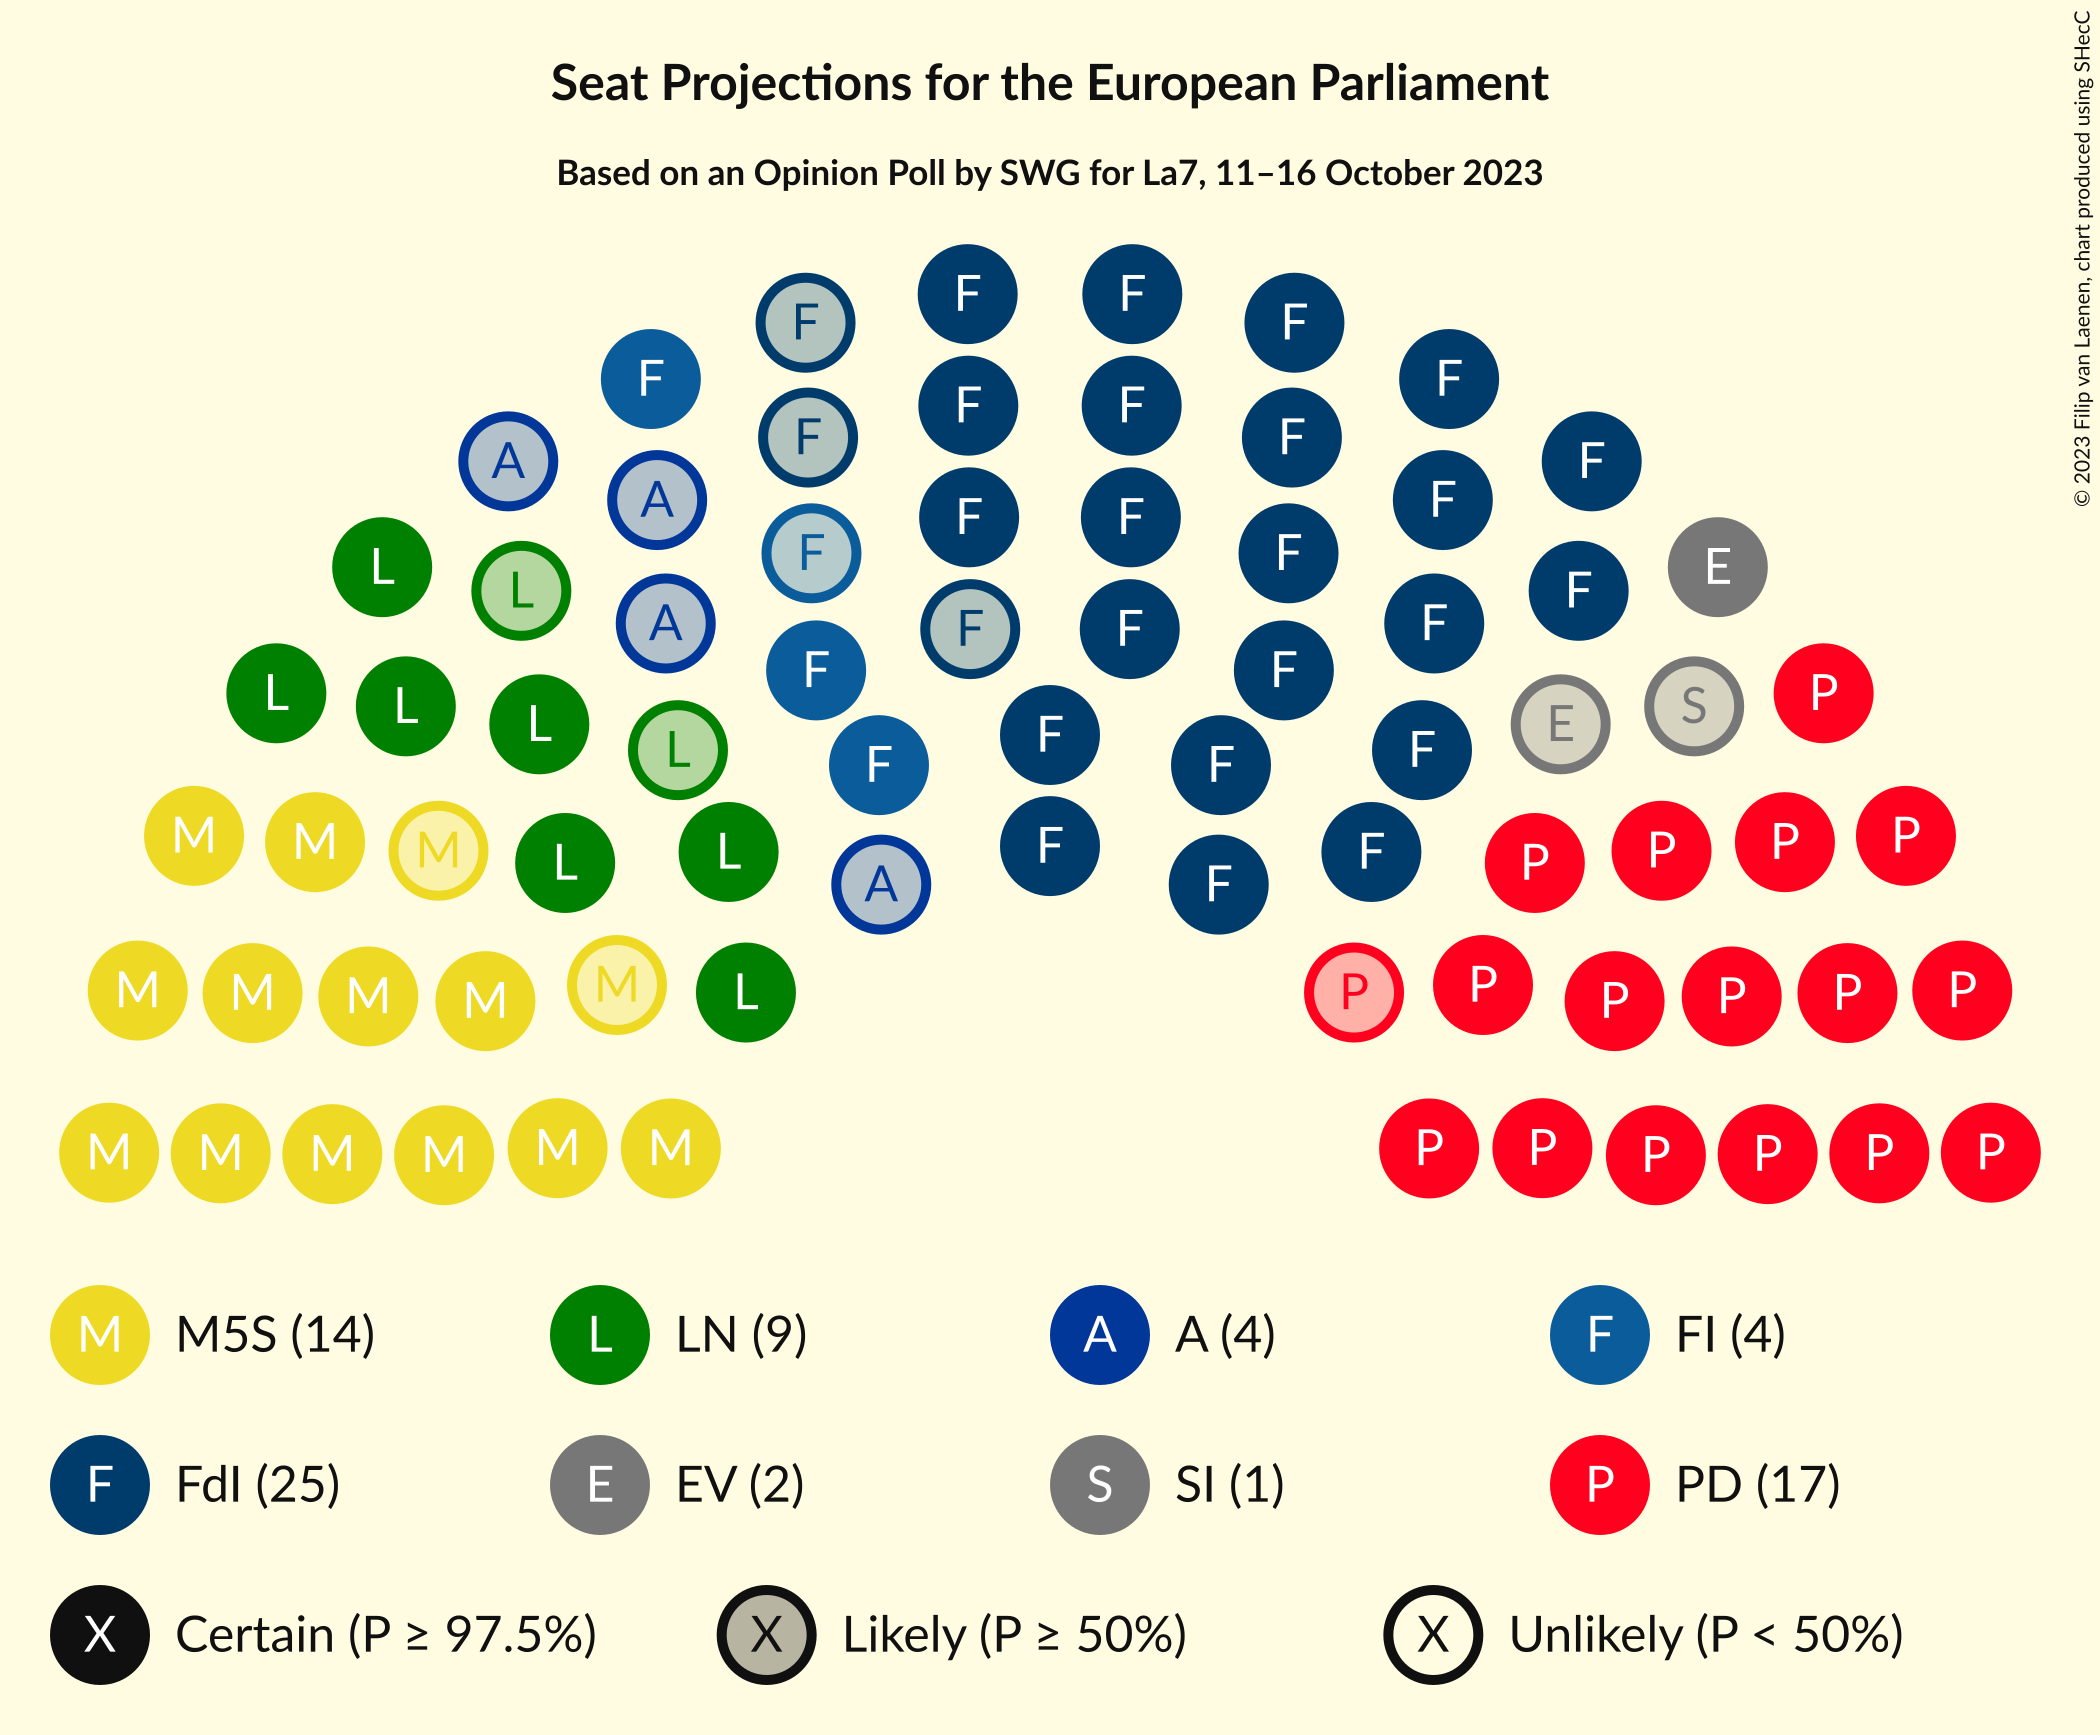 Seat Projections for the European Parliament
Based on an Opinion Poll by SWG for La7, 11–16 October 2023
© 2023 Filip van Laenen, chart produced using SHecC
F F
F F
F F
F F F F
A F
F F
A F
F F
F F
L E
L F
A F
F F
L P
F F
L S
L E
F
L F
F F
M P
M P
M P
L P
L F
F
A F
M P
M P
M P
M P
M P
L P
M M M M M M P P P P P P
M M5S (14) L LN (9) A A (4) F FI (4)
F FdI (25) E EV (2) S SI (1) P PD (17)
X Certain (P ≥ 97.5%) X Likely (P ≥ 50%) X Unlikely (P < 50%)